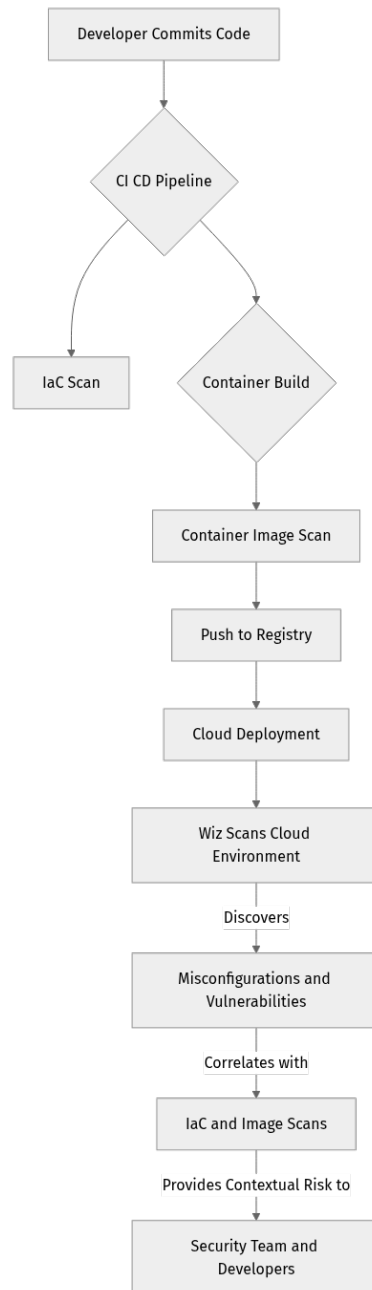 Developer Commits Code
CI CD Pipeline
IaC Scan
Container Build
Container Image Scan
Push to Registry
Cloud Deployment
Wiz Scans Cloud
Environment
Discovers
Misconfigurations and
Vulnerabilities
Correlates with
IaC and Image Scans
Provides Contextual Risk to
Security Team and
Developers